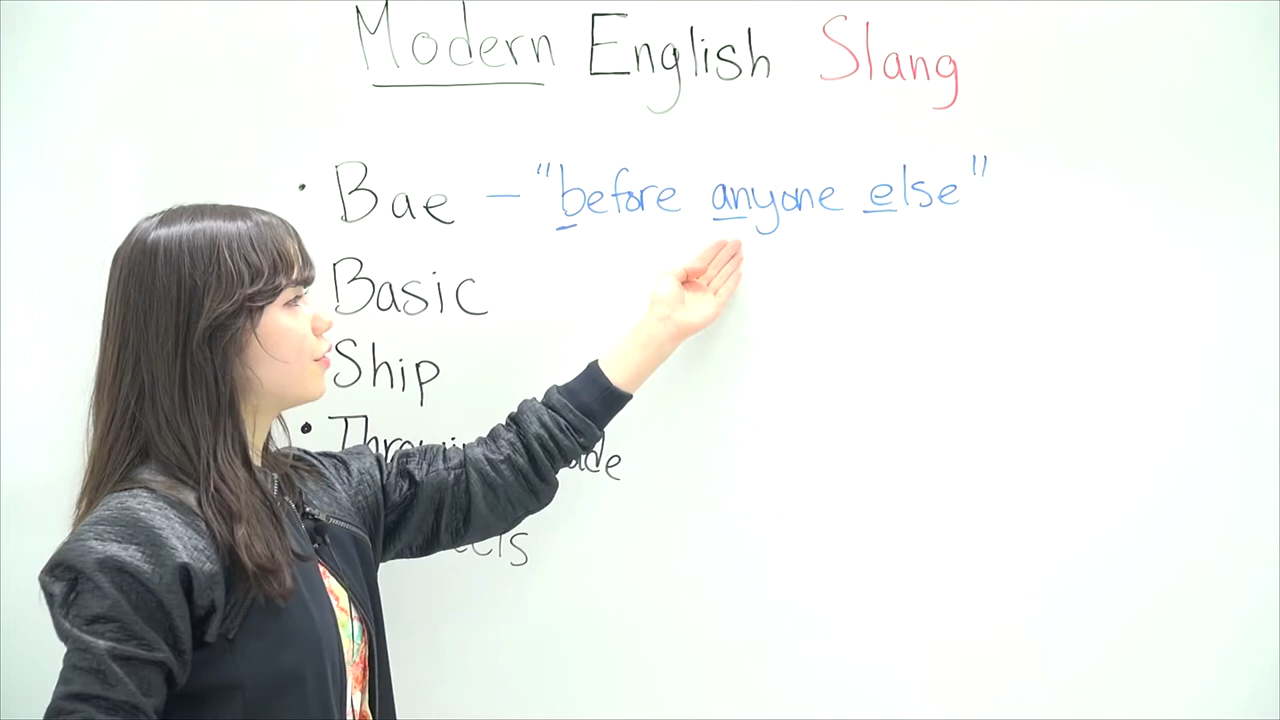 Modern English Slang
• Bae – "before anyone else"
Basic
Ship
•